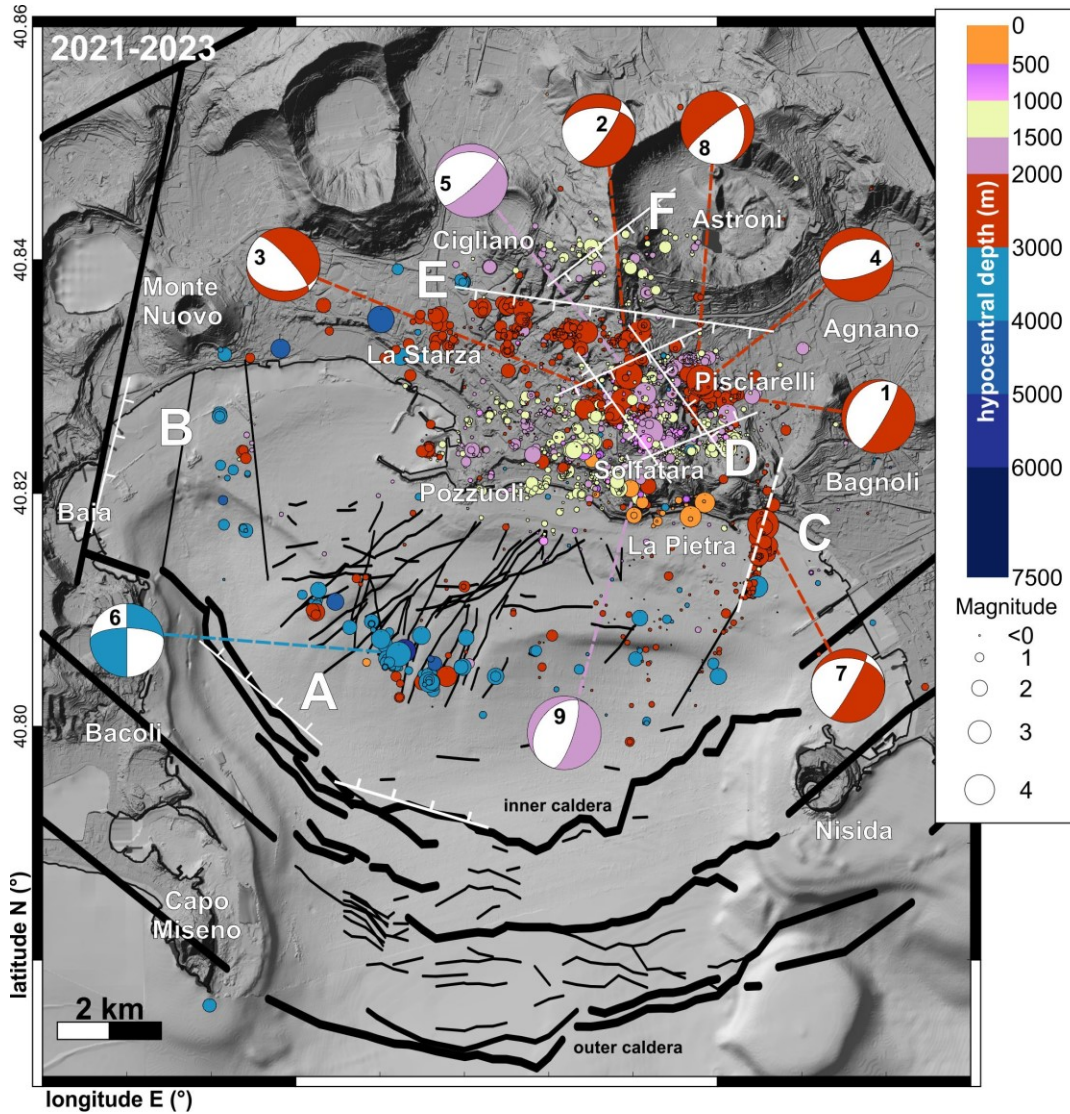 40.86
2021-2023
2
8
5
F
Astroni
Cigliano
40.84
3
E
4
Monte
Nuovo
Agnano
La Starza
Pisciarelli
1
B
D
Solfatara
Bagnoli
40.82
Pozzuoli
Baia
La Pietra
C
6
A
7
9
40.80
Bacoli
inner caldera
Nisida
Capo
Miseno
latitude N (°)
2 km
outer caldera
longitude E (°)
0
500
1000
1500
2000
3000
4000
5000
6000
7500
hypocentral depth (m)
Magnitude
<0
1
2
3
4